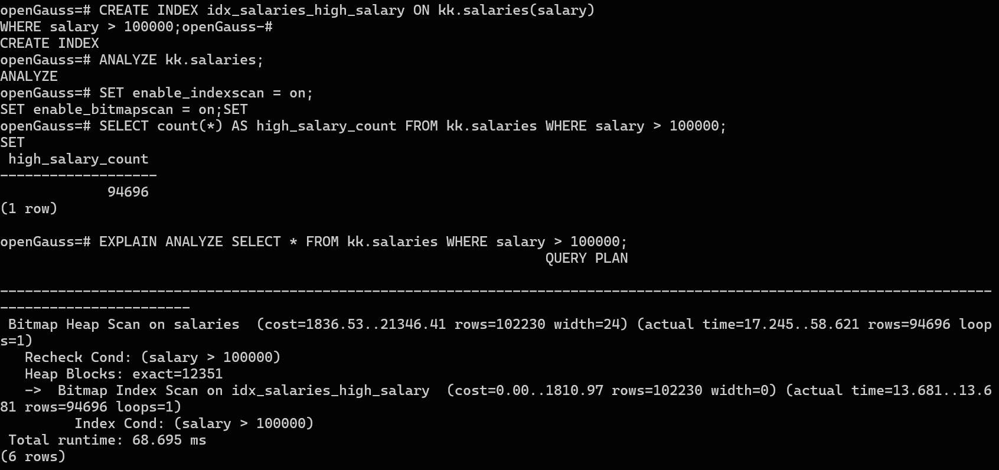 openGauss=# CREATE INDEX idx_salaries_high_salary ON kk.salaries(salary)
WHERE salary > 100000;openGauss-#
CREATE INDEX
openGauss=# ANALYZE kk.salaries;
ANALYZE
openGauss=# SET enable_indexscan = on;
SET enable_bitmapscan = on;SET
openGauss=# SELECT count(*) AS high_salary_count FROM kk.salaries WHERE salary > 100000;
SET
 high_salary_count
-------------------
             94696
(1 row)

openGauss=# EXPLAIN ANALYZE SELECT * FROM kk.salaries WHERE salary > 100000;
                                                                  QUERY PLAN

------------------------------------------------------------------------------------------------------------------------
-----------------------
 Bitmap Heap Scan on salaries  (cost=1836.53..21346.41 rows=102230 width=24) (actual time=17.245..58.621 rows=94696 loop
s=1)
   Recheck Cond: (salary > 100000)
   Heap Blocks: exact=12351
   ->  Bitmap Index Scan on idx_salaries_high_salary  (cost=0.00..1810.97 rows=102230 width=0) (actual time=13.681..13.6
81 rows=94696 loops=1)
         Index Cond: (salary > 100000)
 Total runtime: 68.695 ms
(6 rows)